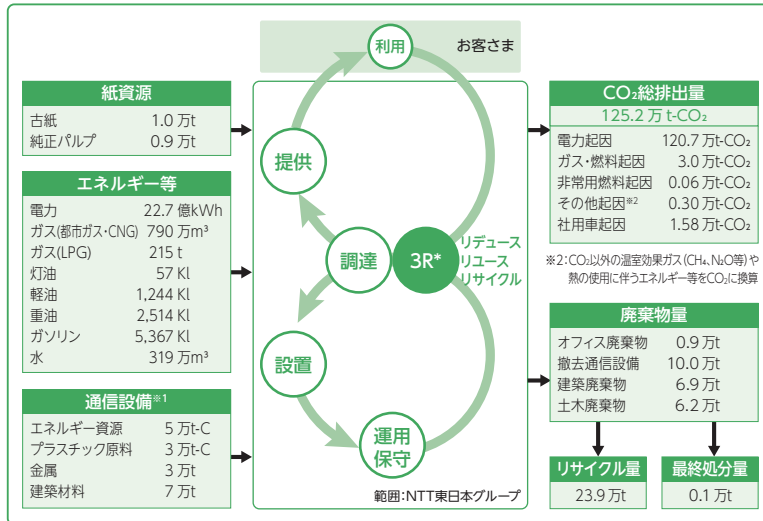 紙資源
古紙 1.0 万t
純正パルプ 0.9 万t
エネルギー等
電力 22.7 億kWh
ガス(都市ガス・CNG) 790 万m³
ガス(LPG) 215 t
灯油 57 Kl
軽油 1,244 Kl
重油 2,514 Kl
ガソリン 5,367 Kl
水 319 万m³
通信設備※1
エネルギー資源 5 万t-C
プラスチック原料 3 万t-C
金属 3 万t
建築材料 7 万t
お客さま
利用
提供
調達
3R*
リデュース
リユース
リサイクル
設置
運用
保守
範囲:NTT東日本グループ
CO₂総排出量
125.2 万 t-CO₂
電力起因 120.7 万t-CO₂
ガス・燃料起因 3.0 万t-CO₂
非常用燃料起因 0.06 万t-CO₂
その他起因※2 0.30 万t-CO₂
社用車起因 1.58 万t-CO₂
※2:CO₂以外の温室効果ガス(CH₄、N₂O等)や
熱の使用に伴うエネルギー等をCO₂に換算
廃棄物量
オフィス廃棄物 0.9 万t
撤去通信設備 10.0 万t
建築廃棄物 6.9 万t
土木廃棄物 6.2 万t
リサイクル量
23.9 万t
最終処分量
0.1 万t